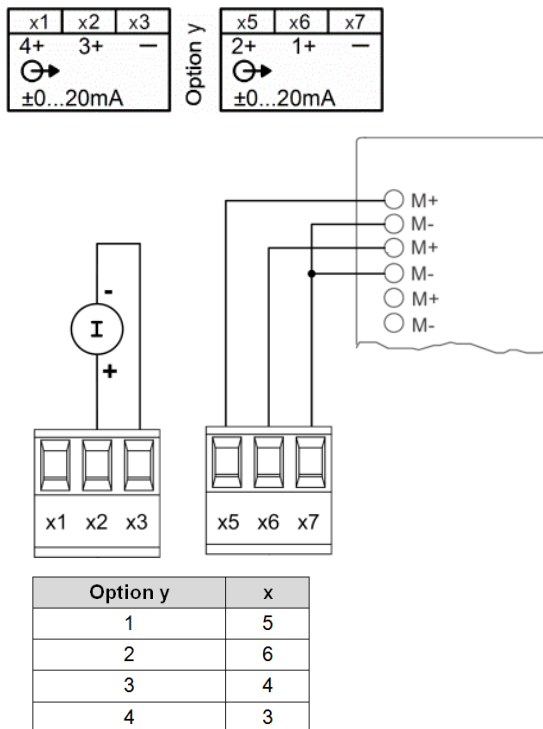 x1 x2 x3
4+ 3+ —
±0...20mA
Option y
x5 x6 x7
2+ 1+ —
±0...20mA
M+
M-
M+
M-
M+
M-
-
I
+
x1 x2 x3
x5 x6 x7
Option y x
1 5
2 6
3 4
4 3